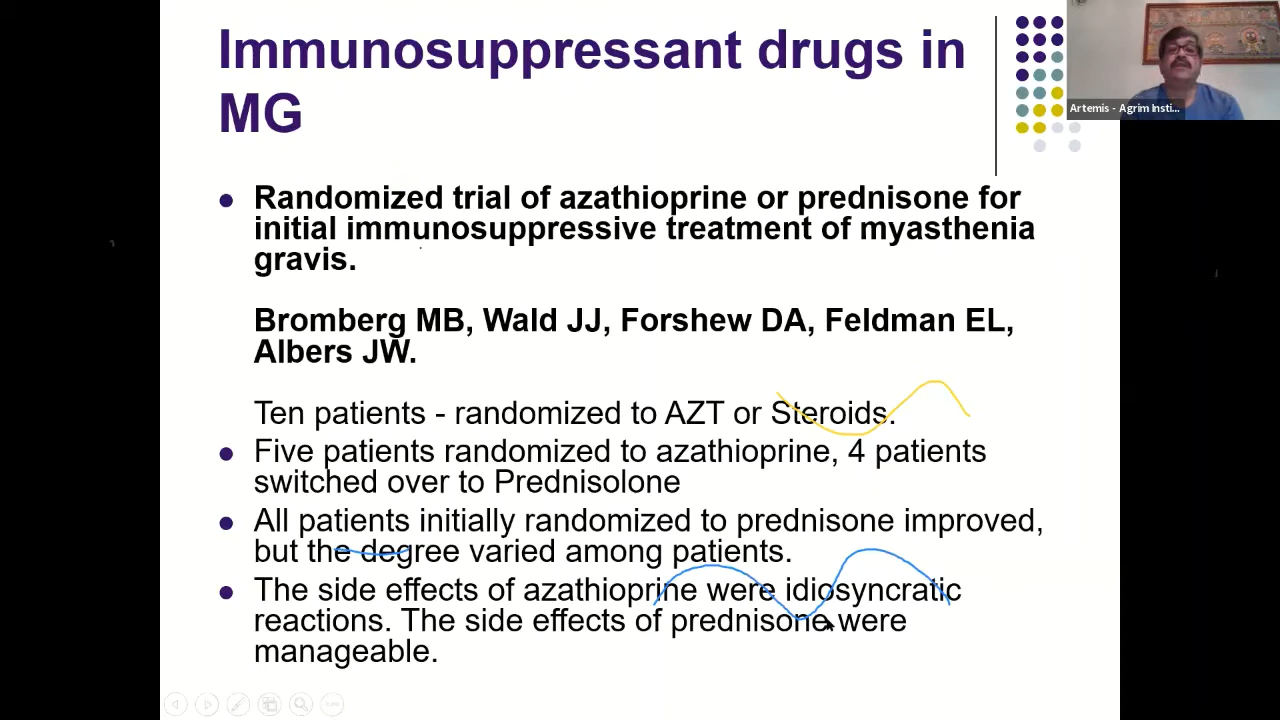 Immunosuppressant drugs in
MG
Artemis - Agrim Insti...
Randomized trial of azathioprine or prednisone for
initial immunosuppressive treatment of myasthenia
gravis.
Bromberg MB, Wald JJ, Forshew DA, Feldman EL,
Albers JW.
Ten patients - randomized to AZT or Steroids.
Five patients randomized to azathioprine, 4 patients
switched over to Prednisolone
All patients initially randomized to prednisone improved,
but the degree varied among patients.
The side effects of azathioprine were idiosyncratic
reactions. The side effects of prednisone were
manageable.